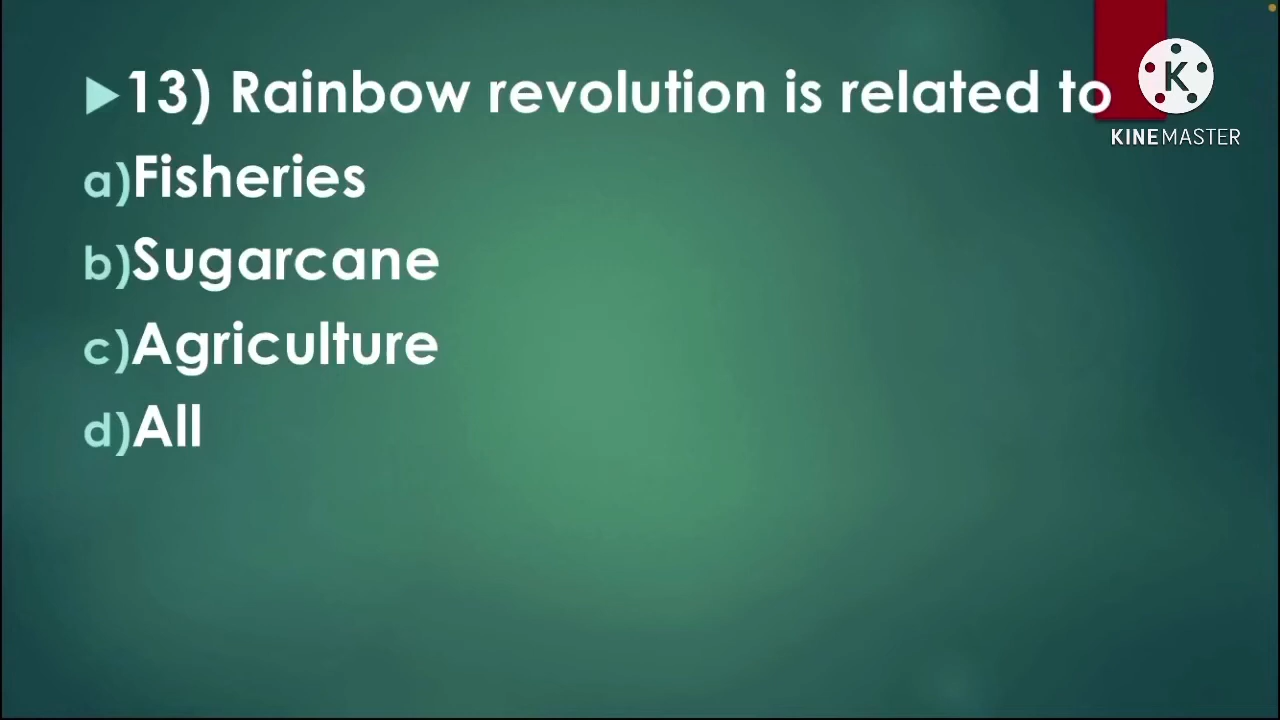 13) Rainbow revolution is related to
a)Fisheries
b)Sugarcane
c)Agriculture
d)All
K
KINEMASTER